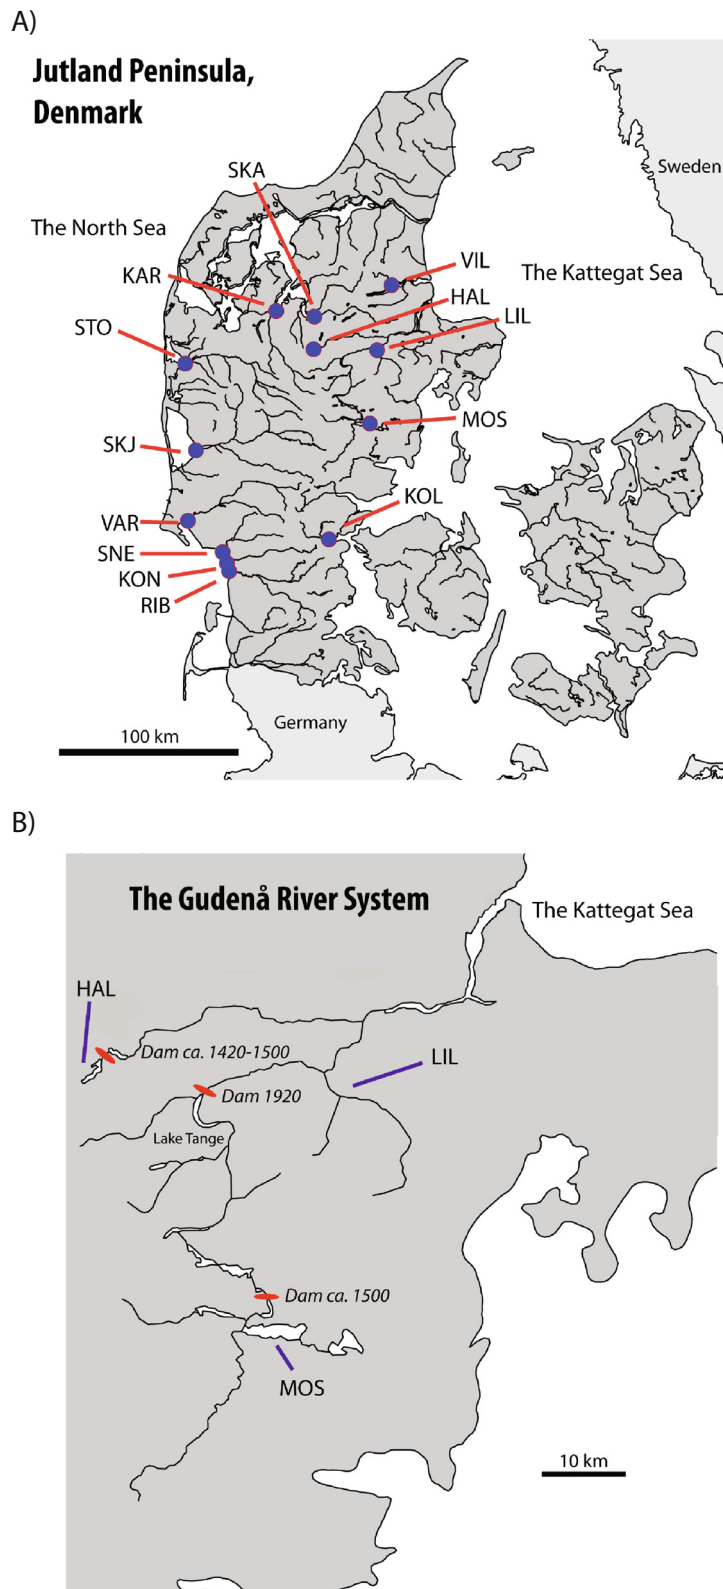 A)
Jutland Peninsula,
Denmark
SKA
Sweden
The North Sea
KAR
VIL
The Kattegat Sea
HAL
LIL
STO
MOS
SKJ
KOL
VAR
SNE
KON
RIB
Germany
100 km
B)
The Gudenå River System
The Kattegat Sea
HAL
Dam ca. 1420-1500
LIL
Dam 1920
Lake Tange
Dam ca. 1500
MOS
10 km